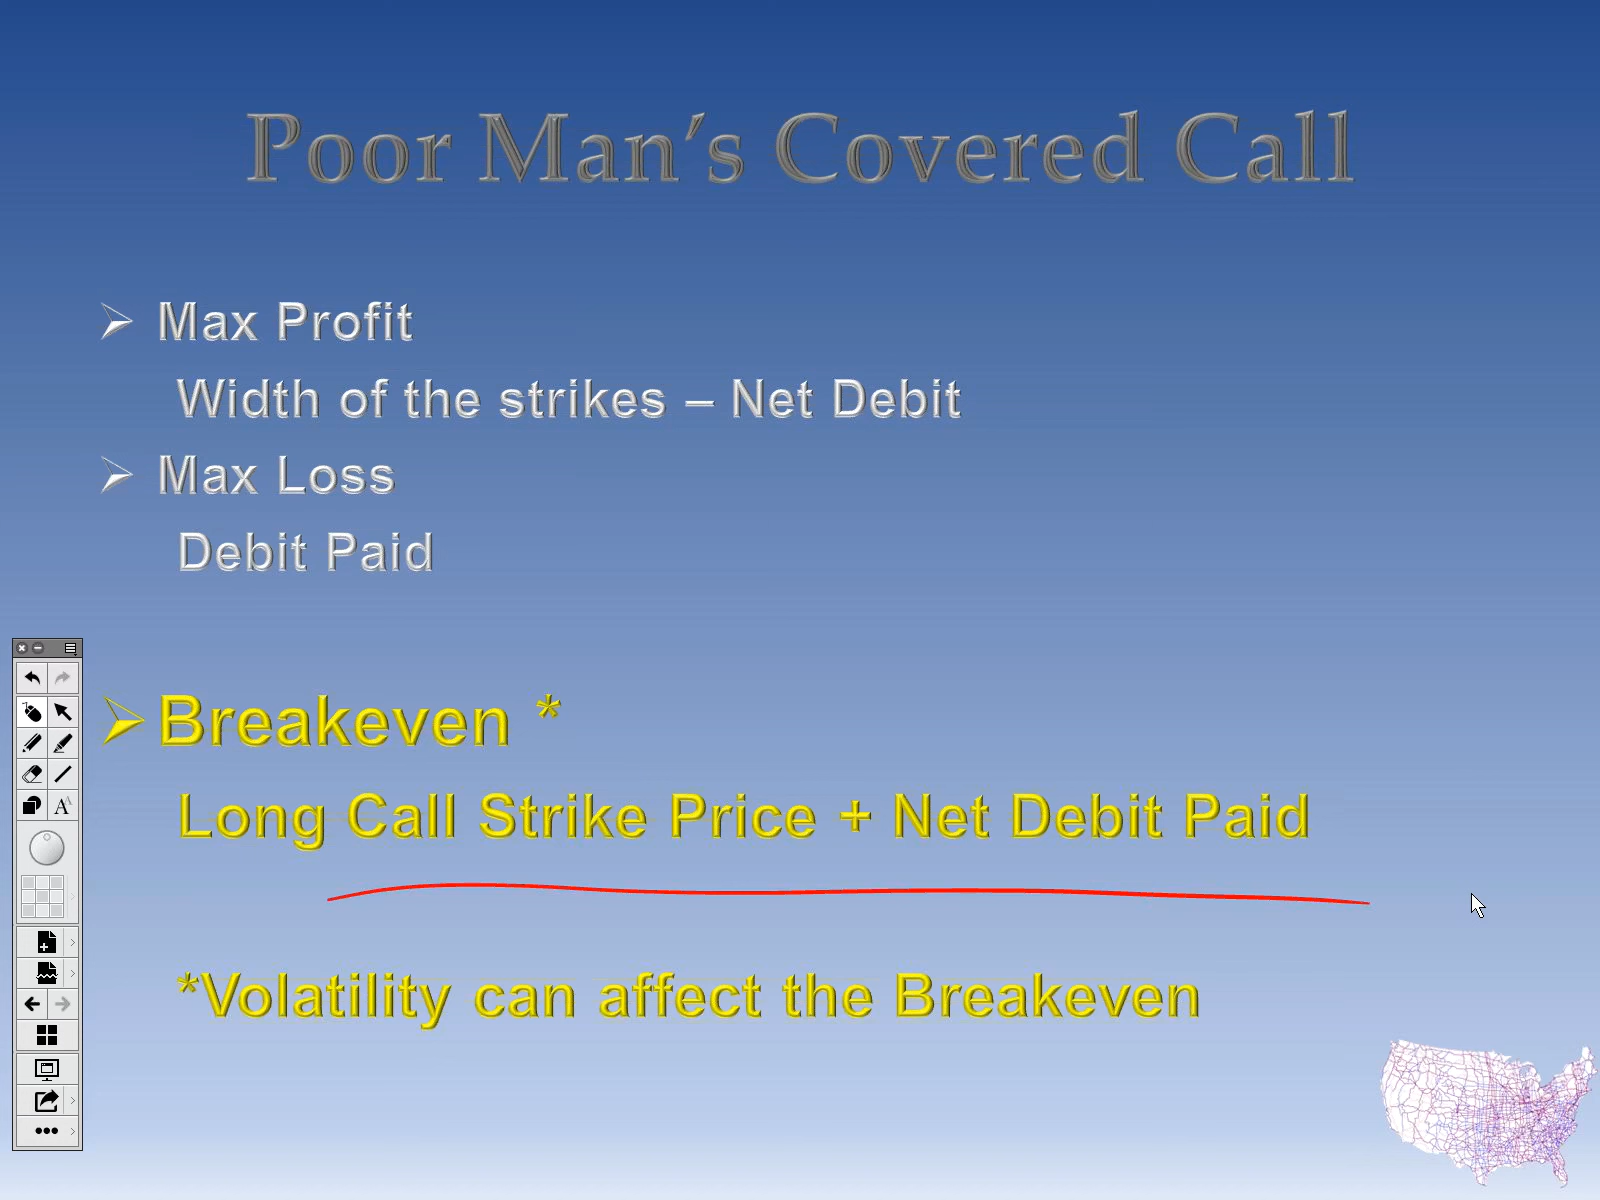 Poor Man's Covered Call
➢ Max Profit
Width of the strikes – Net Debit
➢ Max Loss
Debit Paid
➢ Breakeven *
Long Call Strike Price + Net Debit Paid
*Volatility can affect the Breakeven